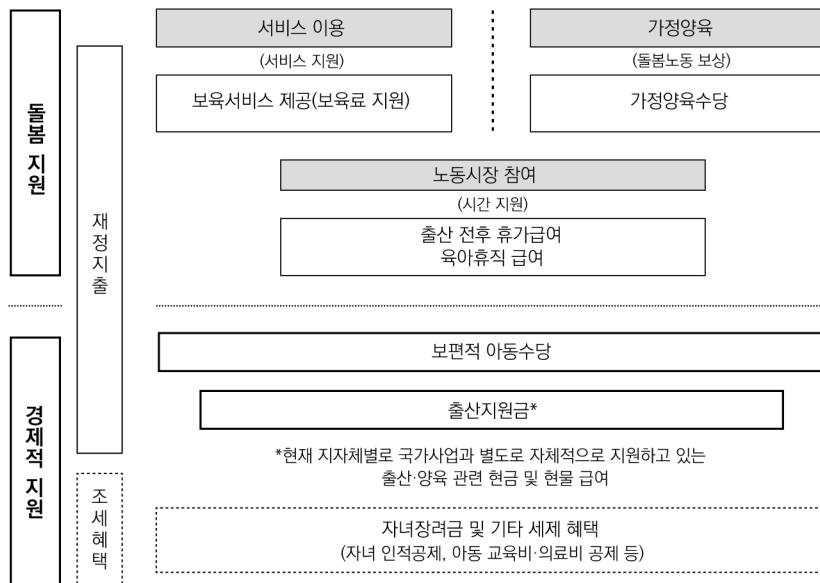 서비스 이용
가정양육
(서비스 지원)
(돌봄노동 보상)
보육서비스 제공(보육료 지원)
가정양육수당
돌봄 지원
노동시장 참여
(시간 지원)
출산 전후 휴가급여
육아휴직 급여
재정지출
보편적 아동수당
출산지원금*
경제적 지원
*현재 지자체별로 국가사업과 별도로 자체적으로 지원하고 있는
출산·양육 관련 현금 및 현물 급여
조세혜택
자녀장려금 및 기타 세제 혜택
(자녀 인적공제, 아동 교육비·의료비 공제 등)